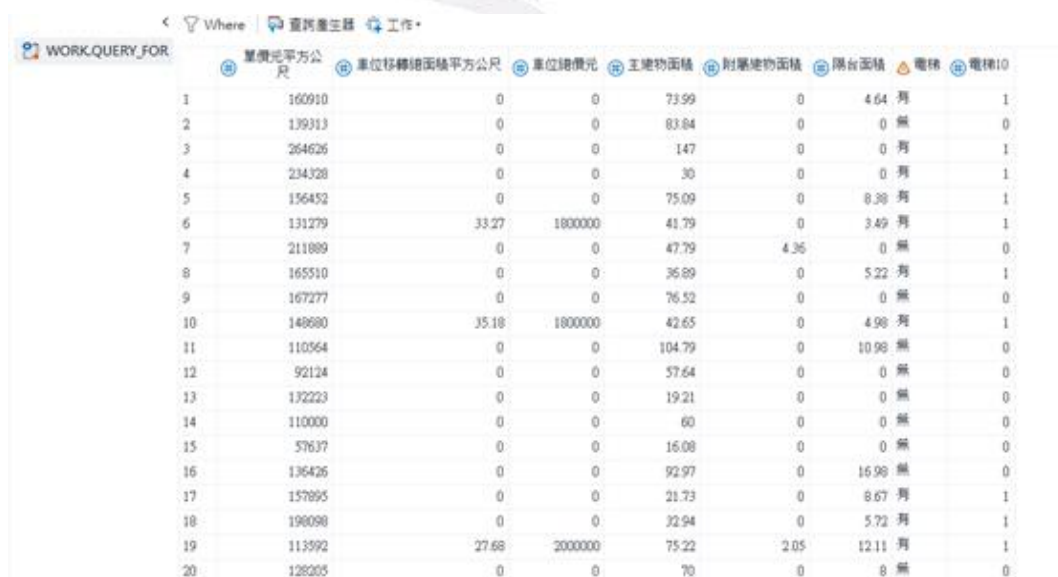 Where 查詢產生器 工作
WORK.QUERY_FOR
單價元平方公尺 車位移轉總面積平方公尺 車位總價元 主建物面積 附屬建物面積 陽台面積 電梯 電梯10
1 160910 0 0 73.99 0 4.64 有 1
2 139313 0 0 83.84 0 0 無 0
3 264626 0 0 147 0 0 有 1
4 234328 0 0 30 0 0 有 1
5 156452 0 0 75.09 0 8.38 有 1
6 131279 33.27 1800000 41.79 0 3.49 有 1
7 211889 0 0 47.79 4.36 0 無 0
8 165510 0 0 36.89 0 5.22 有 1
9 167277 0 0 76.52 0 0 無 0
10 148680 35.18 1800000 42.65 0 4.98 有 1
11 110564 0 0 104.79 0 10.98 無 0
12 92124 0 0 57.64 0 0 無 0
13 132223 0 0 19.21 0 0 無 0
14 110000 0 0 60 0 0 無 0
15 57637 0 0 16.08 0 0 無 0
16 136426 0 0 92.97 0 16.98 無 0
17 157895 0 0 21.73 0 8.67 有 1
18 198098 0 0 32.94 0 5.72 有 1
19 113592 27.68 2000000 75.22 2.05 12.11 有 1
20 128205 0 0 70 0 8 無 0